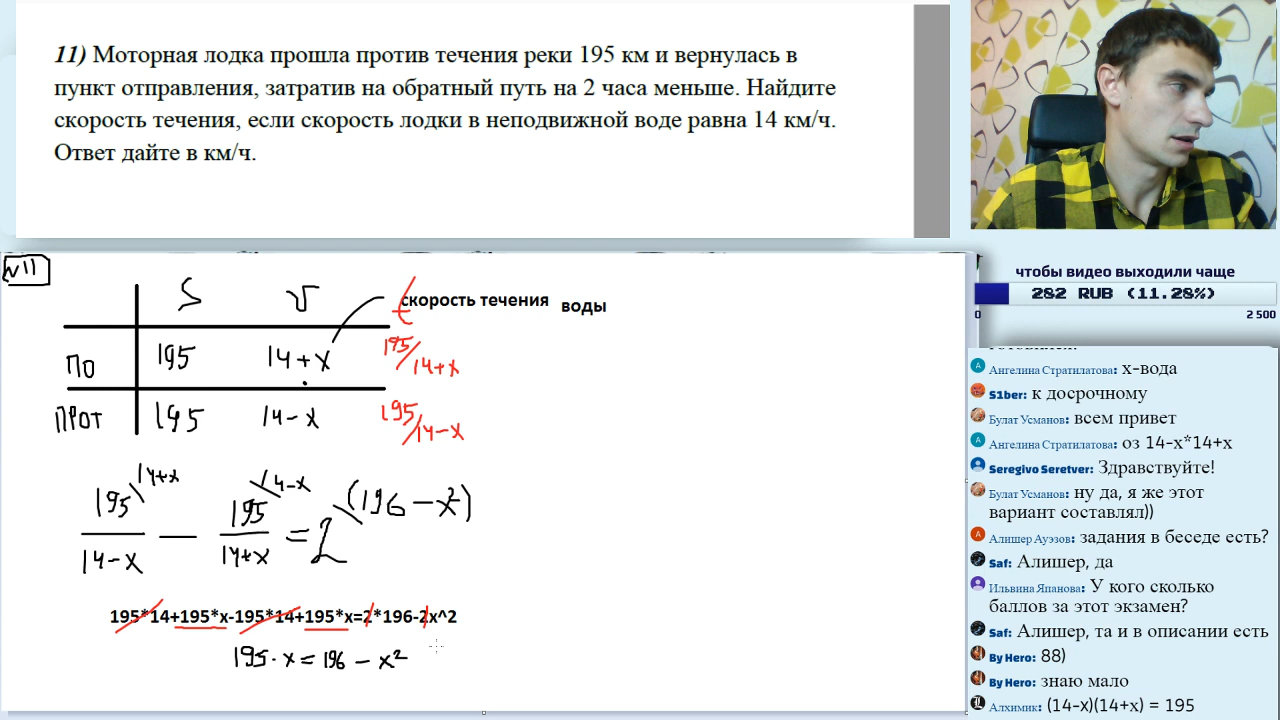 11) Моторная лодка прошла против течения реки 195 км и вернулась в
пункт отправления, затратив на обратный путь на 2 часа меньше. Найдите
скорость течения, если скорость лодки в неподвижной воде равна 14 км/ч.
Ответ дайте в км/ч.
N11
S V t скорость течения воды
ПО 195 14+x 195/14+x
ПРОТ 195 14-x 195/14-x
195 14+x 195 14-x (196-x²)
14-x — 14+x = 2
195*14+195*x-195*14+195*x=2*196-2x^2
195·x=196-x²
чтобы видео выходили чаще
282 RUB (11.28%)
0 2 500
Ангелина Стратилатова: х-вода
S1ber: к досрочному
Булат Усманов: всем привет
Ангелина Стратилатова: оз 14-x*14+x
Seregivo Seretver: Здравствуйте!
Булат Усманов: ну да, я же этот
вариант составлял))
Алишер Ауэзов: задания в беседе есть?
Saf: Алишер, да
Ильвина Япанова: У кого сколько
баллов за этот экзамен?
Saf: Алишер, та и в описании есть
By Hero: 88)
By Hero: знаю мало
Алхимик: (14-x)(14+x) = 195